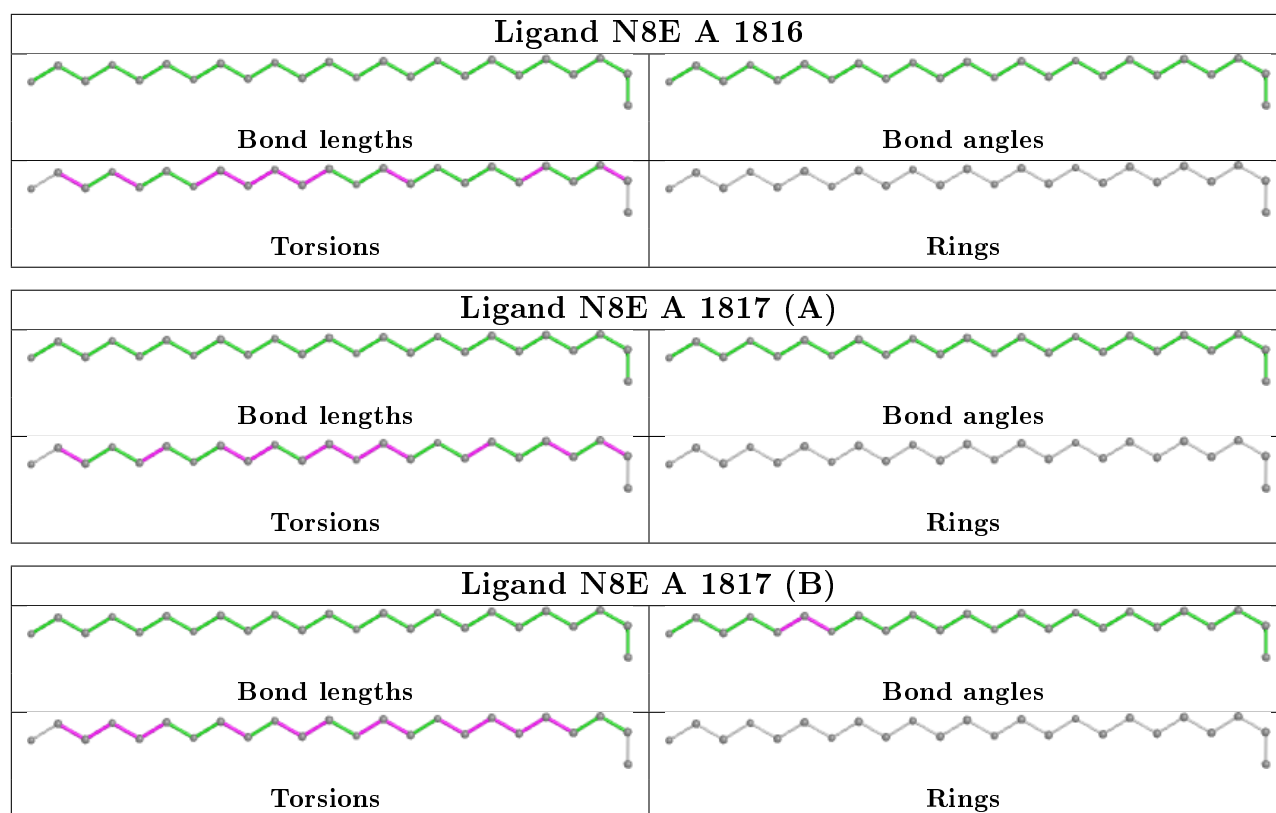 Ligand N8E A 1816
Bond lengths
Bond angles
Torsions
Rings
Ligand N8E A 1817 (A)
Bond lengths
Bond angles
Torsions
Rings
Ligand N8E A 1817 (B)
Bond lengths
Bond angles
Torsions
Rings